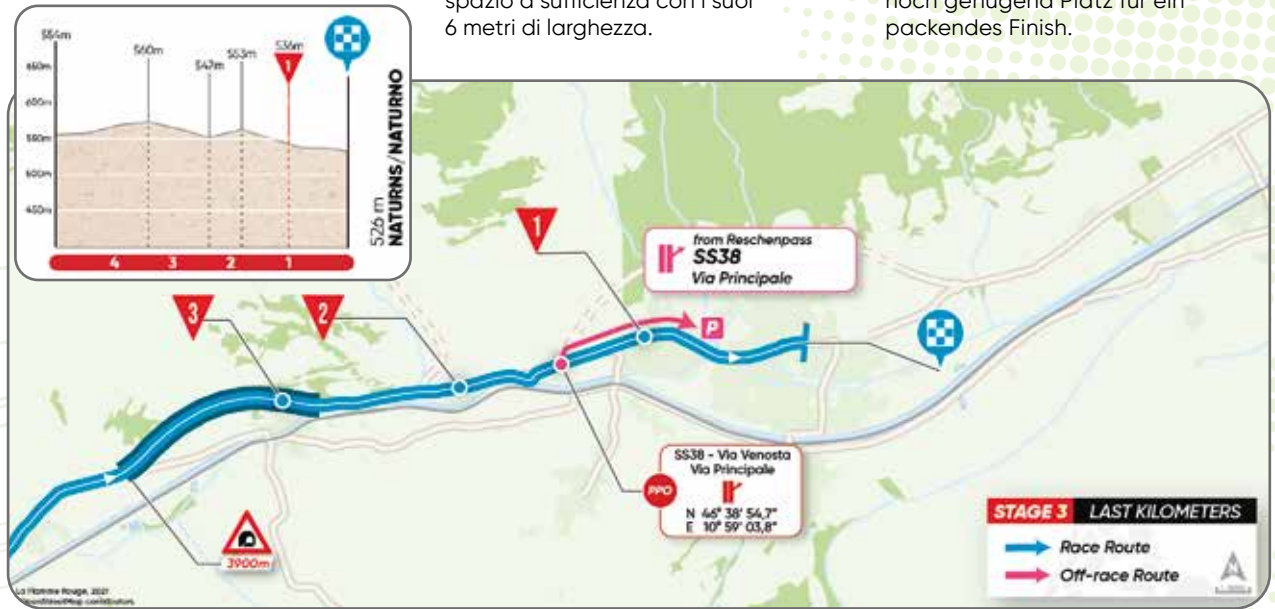 spazio a sufficienza con i suoi
6 metri di larghezza.
noch genügend Platz für ein
packendes Finish.
554m
560m
547m
553m
536m
1
650m
600m
550m
500m
450m
4
3
2
1
526 m
NATURNS/NATURNO
1
from Reschenpass
SS38
Via Principale
P
3
2
PPO
SS38 - Via Venosta
Via Principale
N 46° 38' 54,7"
E 10° 59' 03,8"
3900m
STAGE 3 LAST KILOMETERS
Race Route
Off-race Route
N
La Flamme Rouge, 2021
OpenStreetMap contributors